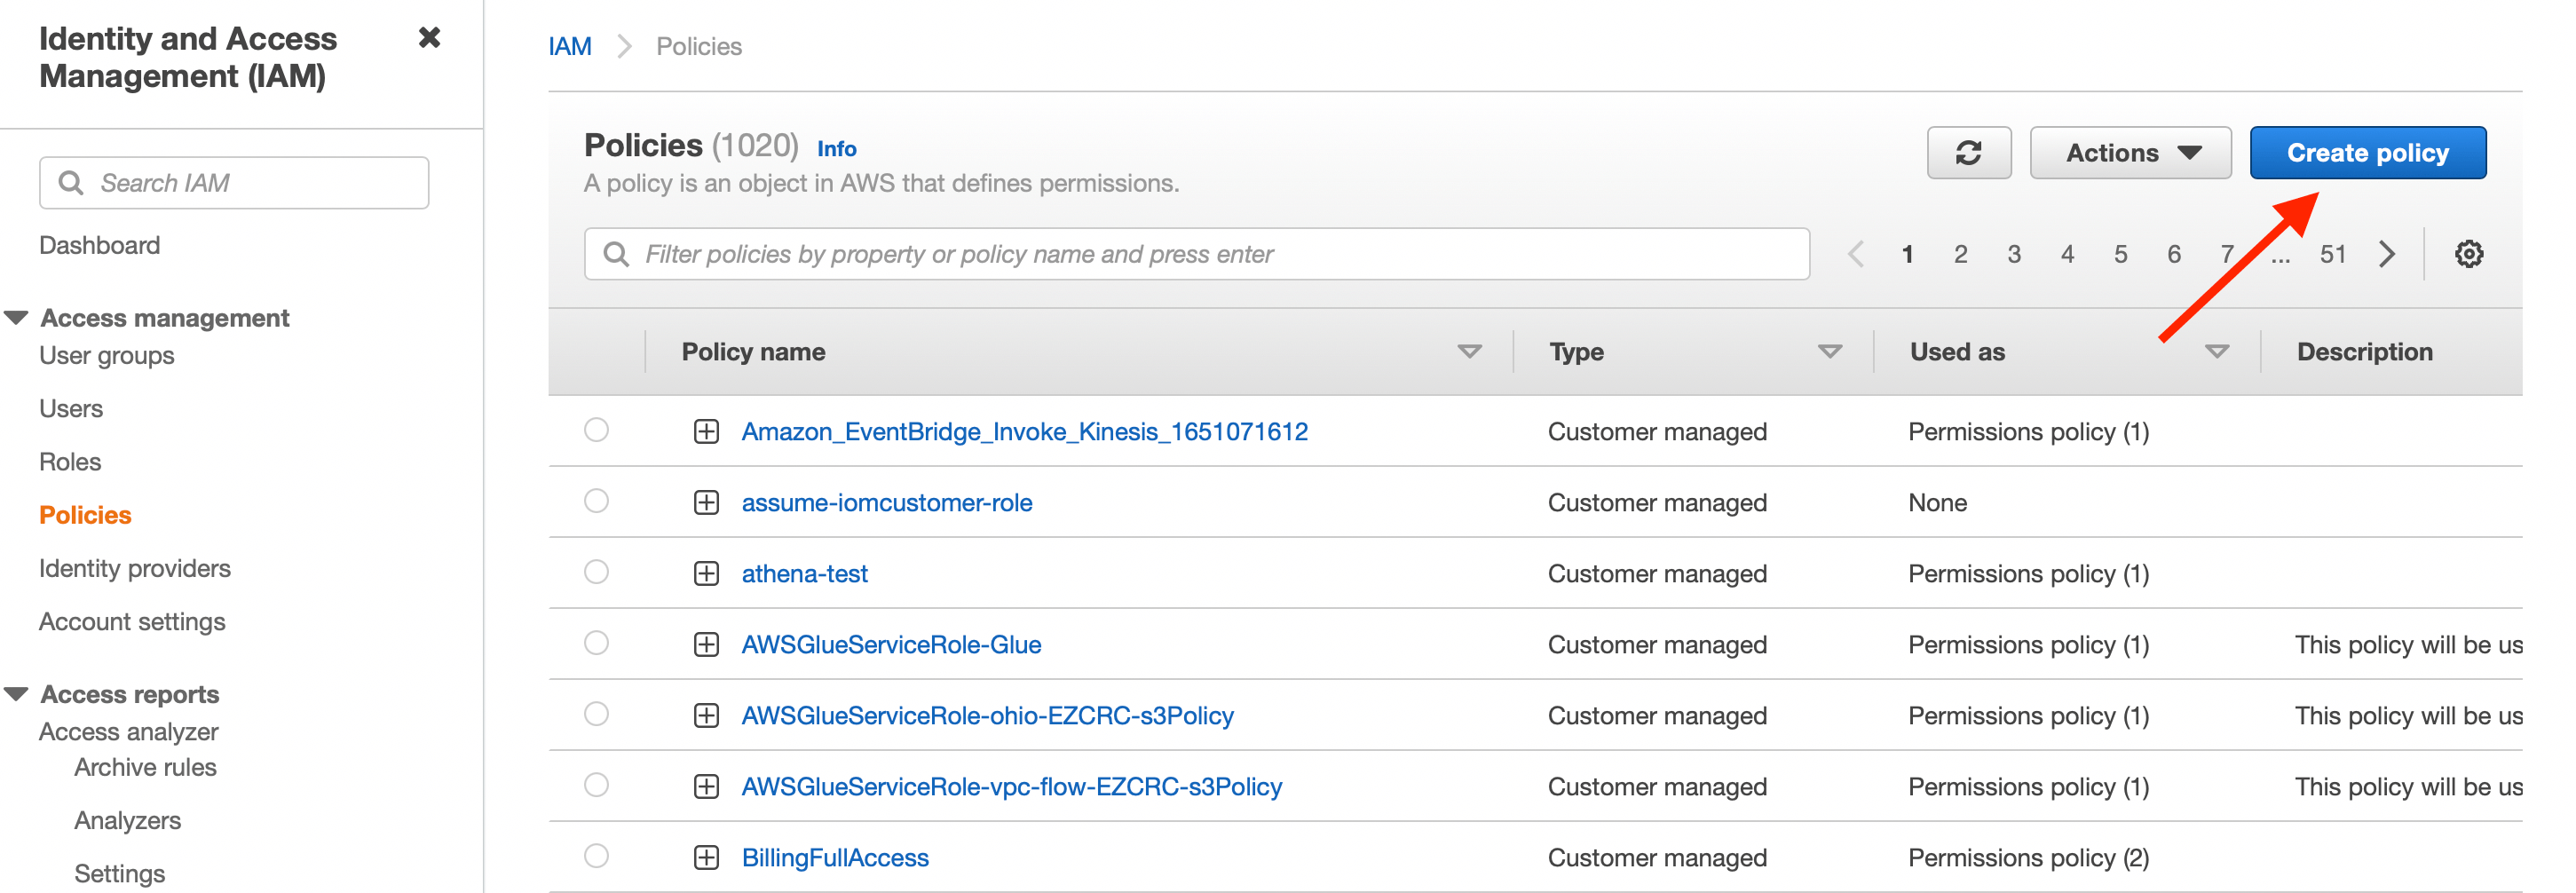 Identity and Access
Management (IAM)
Search IAM
Dashboard
Access management
User groups
Users
Roles
Policies
Identity providers
Account settings
Access reports
Access analyzer
Archive rules
Analyzers
Settings
IAM Policies
Policies (1020) Info
A policy is an object in AWS that defines permissions.
Actions Create policy
Filter policies by property or policy name and press enter
1 2 3 4 5 6 7 ... 51
Policy name Type Used as Description
Amazon_EventBridge_Invoke_Kinesis_1651071612 Customer managed Permissions policy (1)
assume-iomcustomer-role Customer managed None
athena-test Customer managed Permissions policy (1)
AWSGlueServiceRole-Glue Customer managed Permissions policy (1) This policy will be us
AWSGlueServiceRole-ohio-EZCRC-s3Policy Customer managed Permissions policy (1) This policy will be us
AWSGlueServiceRole-vpc-flow-EZCRC-s3Policy Customer managed Permissions policy (1) This policy will be us
BillingFullAccess Customer managed Permissions policy (2)